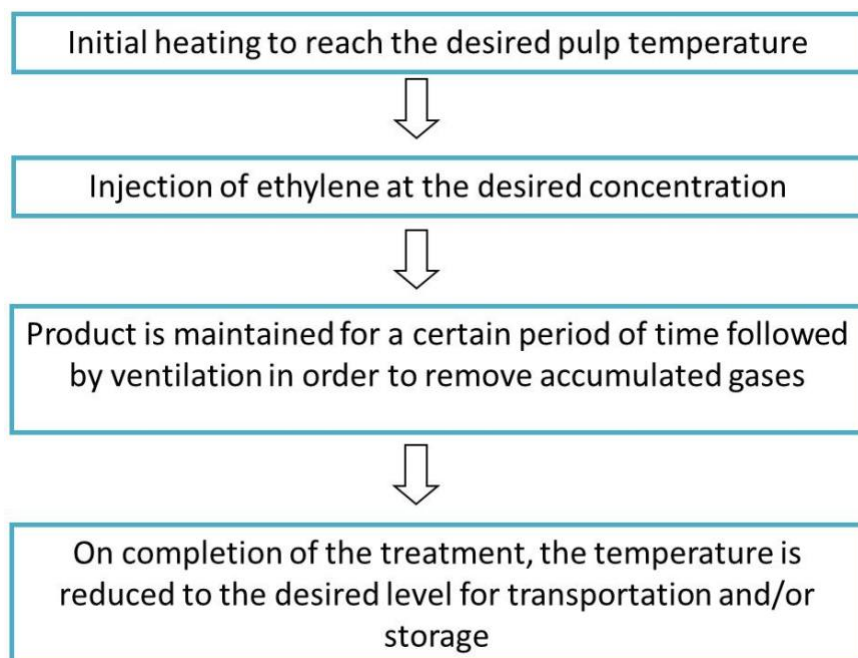 Initial heating to reach the desired pulp temperature
Injection of ethylene at the desired concentration
Product is maintained for a certain period of time followed
by ventilation in order to remove accumulated gases
On completion of the treatment, the temperature is
reduced to the desired level for transportation and/or
storage